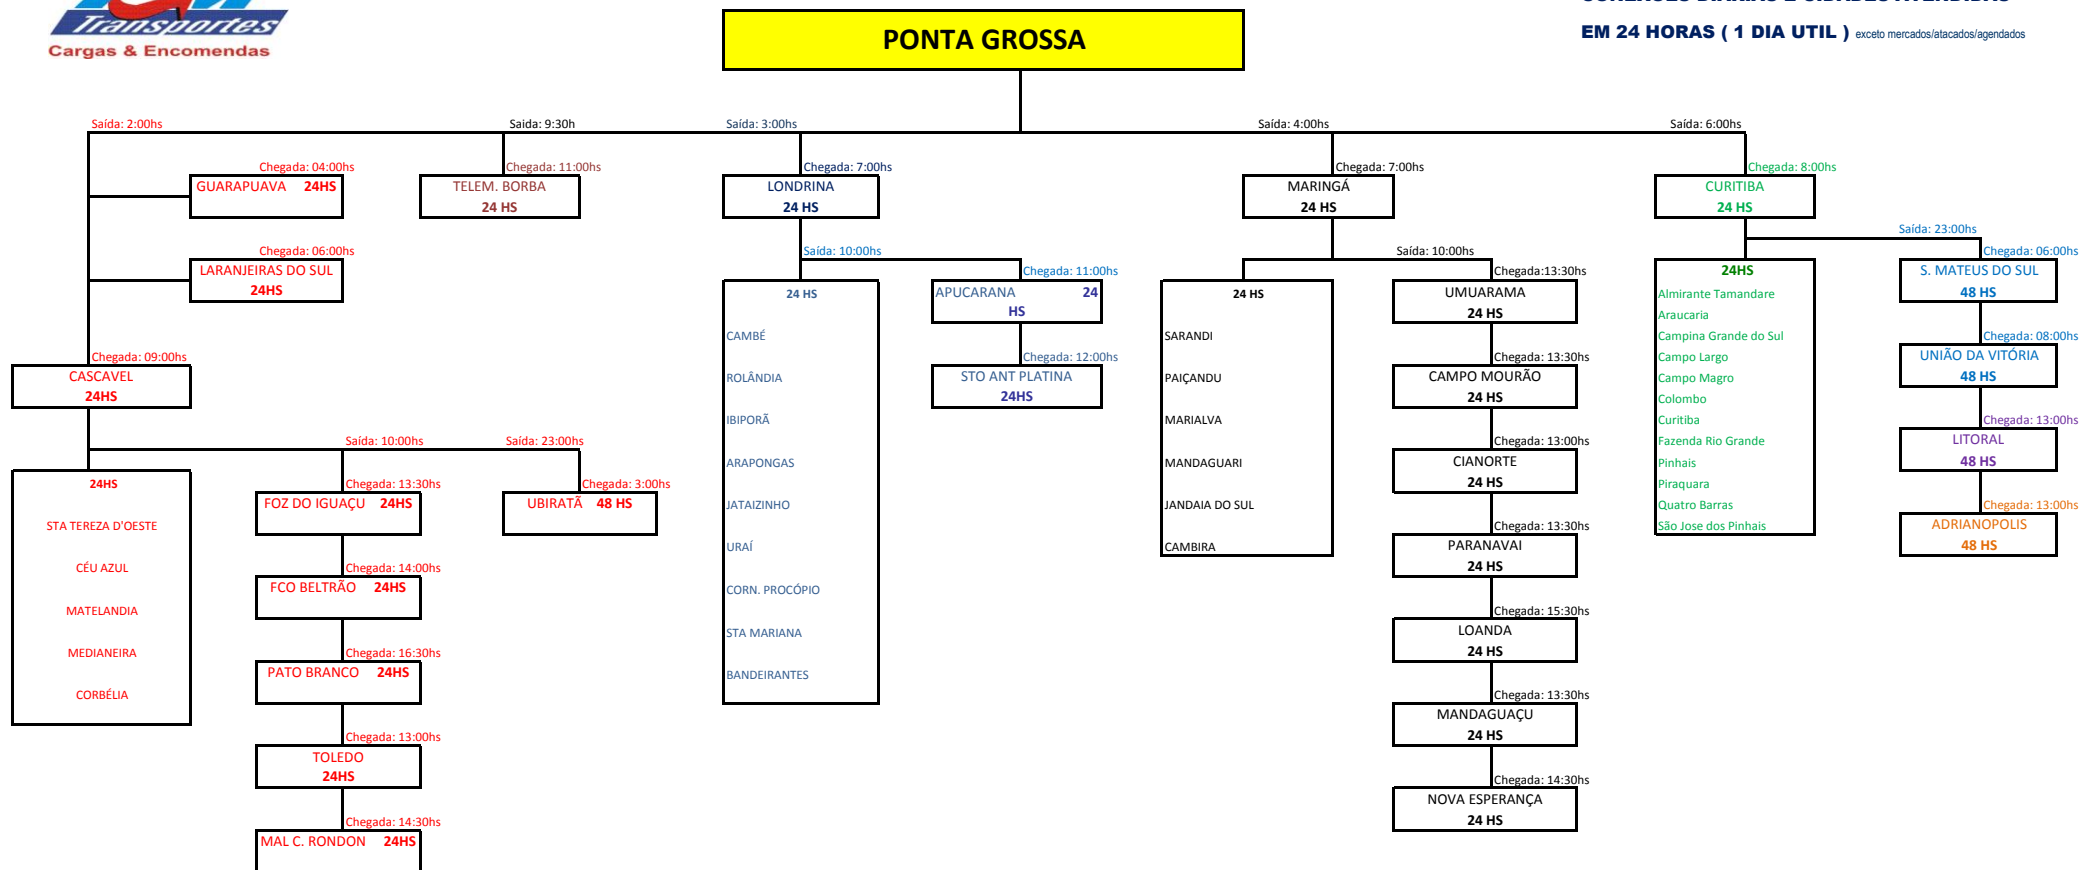 Transportes
Cargas & Encomendas
PONTA GROSSA
EM 24 HORAS ( 1 DIA UTIL ) exceto mercados/atacados/agendados
Saída: 2:00hs
Saida: 9:30h
Saída: 3:00hs
Saída: 4:00hs
Saída: 6:00hs
Chegada: 04:00hs
GUARAPUAVA 24HS
Chegada: 06:00hs
LARANJEIRAS DO SUL
24HS
Chegada: 09:00hs
CASCAVEL
24HS
24HS
STA TEREZA D'OESTE
CÉU AZUL
MATELANDIA
MEDIANEIRA
CORBÉLIA
Saída: 10:00hs
Chegada: 13:30hs
FOZ DO IGUAÇU 24HS
Chegada: 14:00hs
FCO BELTRÃO 24HS
Chegada: 16:30hs
PATO BRANCO 24HS
Chegada: 13:00hs
TOLEDO
24HS
Chegada: 14:30hs
MAL C. RONDON 24HS
Saída: 23:00hs
Chegada: 3:00hs
UBIRATÃ 48 HS
Chegada: 11:00hs
TELEM. BORBA
24 HS
Chegada: 7:00hs
LONDRINA
24 HS
Saída: 10:00hs
24 HS
CAMBÉ
ROLÂNDIA
IBIPORÃ
ARAPONGAS
JATAIZINHO
URAÍ
CORN. PROCÓPIO
STA MARIANA
BANDEIRANTES
Chegada: 11:00hs
APUCARANA 24
HS
Chegada: 12:00hs
STO ANT PLATINA
24HS
Chegada: 7:00hs
MARINGÁ
24 HS
24 HS
SARANDI
PAIÇANDU
MARIALVA
MANDAGUARI
JANDAIA DO SUL
CAMBIRA
Saída: 10:00hs
Chegada:13:30hs
UMUARAMA
24 HS
Chegada: 13:30hs
CAMPO MOURÃO
24 HS
Chegada: 13:00hs
CIANORTE
24 HS
Chegada: 13:30hs
PARANAVAI
24 HS
Chegada: 15:30hs
LOANDA
24 HS
Chegada: 13:30hs
MANDAGUAÇU
24 HS
Chegada: 14:30hs
NOVA ESPERANÇA
24 HS
Chegada: 8:00hs
CURITIBA
24 HS
24HS
Almirante Tamandare
Araucaria
Campina Grande do Sul
Campo Largo
Campo Magro
Colombo
Curitiba
Fazenda Rio Grande
Pinhais
Piraquara
Quatro Barras
São Jose dos Pinhais
Saída: 23:00hs
Chegada: 06:00hs
S. MATEUS DO SUL
48 HS
Chegada: 08:00hs
UNIÃO DA VITÓRIA
48 HS
Chegada: 13:00hs
LITORAL
48 HS
Chegada: 13:00hs
ADRIANOPOLIS
48 HS